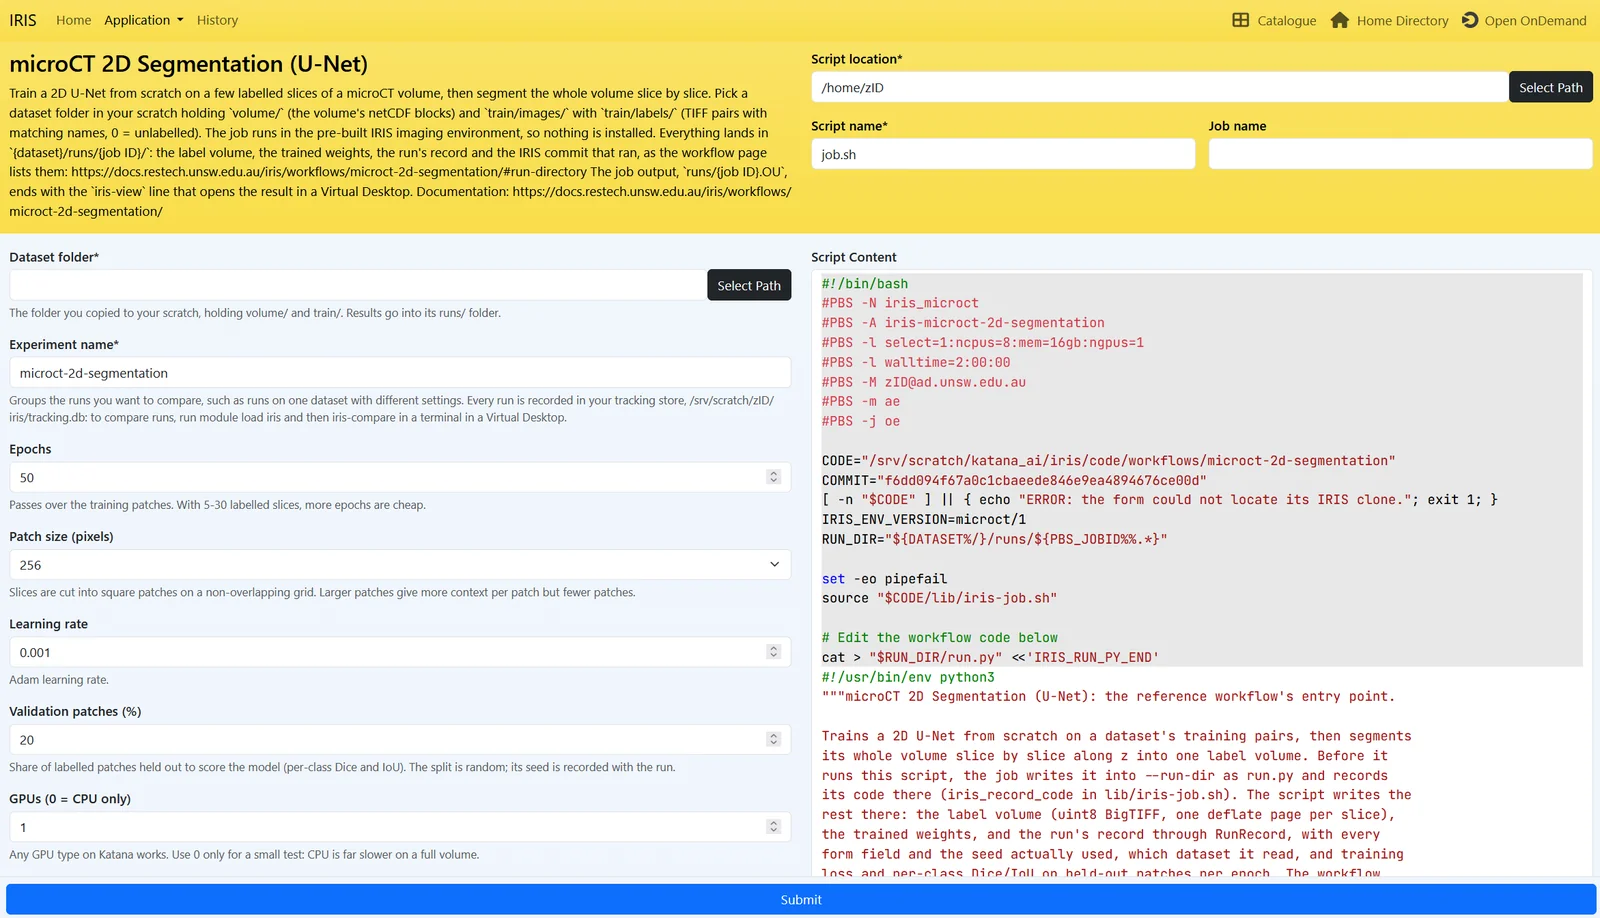 IRIS Home Application History Catalogue Home Directory Open OnDemand
microCT 2D Segmentation (U-Net)
Train a 2D U-Net from scratch on a few labelled slices of a microCT volume, then segment the whole volume slice by slice. Pick a
dataset folder in your scratch holding `volume/` (the volume's netCDF blocks) and `train/images/` with `train/labels/` (TIFF pairs with
matching names, 0 = unlabelled). The job runs in the pre-built IRIS imaging environment, so nothing is installed. Everything lands in
`{dataset}/runs/{job ID}/`: the label volume, the trained weights, the run's record and the IRIS commit that ran, as the workflow page
lists them: https://docs.restech.unsw.edu.au/iris/workflows/microct-2d-segmentation/#run-directory The job output, `runs/{job ID}.OU`,
ends with the `iris-view` line that opens the result in a Virtual Desktop. Documentation: https://docs.restech.unsw.edu.au/iris/workflows/
microct-2d-segmentation/
Script location*
/home/zID
Select Path
Script name*
job.sh
Job name
Dataset folder*
Select Path
The folder you copied to your scratch, holding volume/ and train/. Results go into its runs/ folder.
Experiment name*
microct-2d-segmentation
Groups the runs you want to compare, such as runs on one dataset with different settings. Every run is recorded in your tracking store, /srv/scratch/zID/
iris/tracking.db: to compare runs, run module load iris and then iris-compare in a terminal in a Virtual Desktop.
Epochs
50
Passes over the training patches. With 5-30 labelled slices, more epochs are cheap.
Patch size (pixels)
256
Slices are cut into square patches on a non-overlapping grid. Larger patches give more context per patch but fewer patches.
Learning rate
0.001
Adam learning rate.
Validation patches (%)
20
Share of labelled patches held out to score the model (per-class Dice and IoU). The split is random; its seed is recorded with the run.
GPUs (0 = CPU only)
1
Any GPU type on Katana works. Use 0 only for a small test: CPU is far slower on a full volume.
Script Content
#!/bin/bash
#PBS -N iris_microct
#PBS -A iris-microct-2d-segmentation
#PBS -l select=1:ncpus=8:mem=16gb:ngpus=1
#PBS -l walltime=2:00:00
#PBS -M zID@ad.unsw.edu.au
#PBS -m ae
#PBS -j oe
CODE="/srv/scratch/katana_ai/iris/code/workflows/microct-2d-segmentation"
COMMIT="f6dd094f67a0c1cbaeede846e9ea4894676ce00d"
[ -n "$CODE" ] || { echo "ERROR: the form could not locate its IRIS clone."; exit 1; }
IRIS_ENV_VERSION=microct/1
RUN_DIR="${DATASET%/}/runs/${PBS_JOBID%%.*}"
set -eo pipefail
source "$CODE/lib/iris-job.sh"
# Edit the workflow code below
cat > "$RUN_DIR/run.py" <<'IRIS_RUN_PY_END'
#!/usr/bin/env python3
"""microCT 2D Segmentation (U-Net): the reference workflow's entry point.
Trains a 2D U-Net from scratch on a dataset's training pairs, then segments
its whole volume slice by slice along z into one label volume. Before it
runs this script, the job writes it into --run-dir as run.py and records
its code there (iris_record_code in lib/iris-job.sh). The script writes the
rest there: the label volume (uint8 BigTIFF, one deflate page per slice),
the trained weights, and the run's record through RunRecord, with every
form field and the seed actually used, which dataset it read, and training
loss and per-class Dice/IoU on held-out patches per epoch. The workflow
Submit